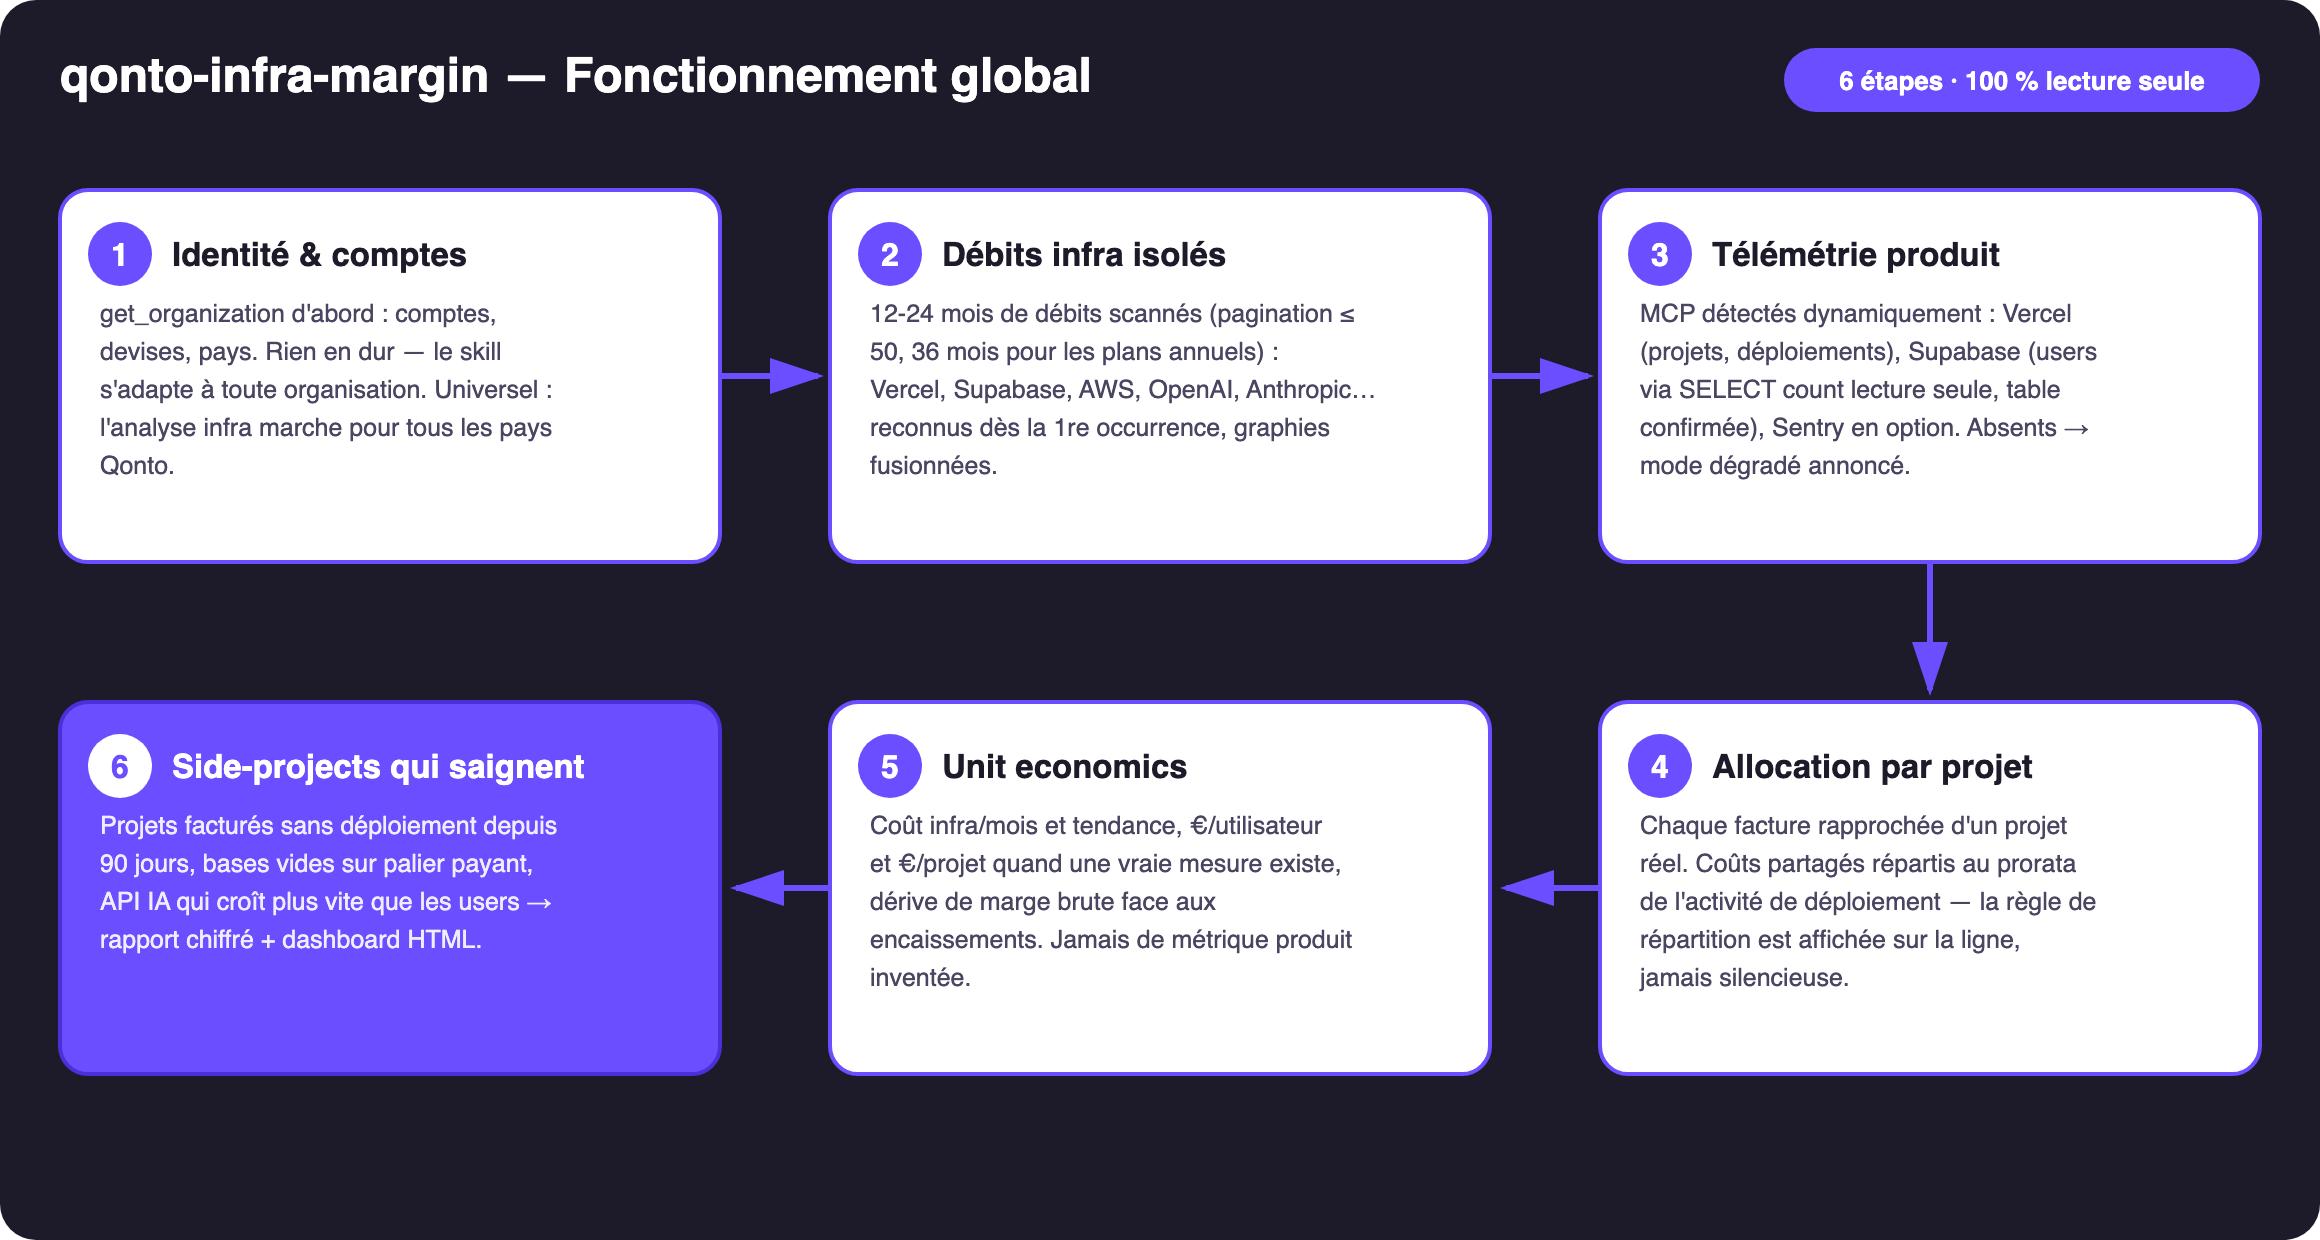 qonto-infra-margin — Fonctionnement global
6 étapes · 100 % lecture seule
1 Identité & comptes
get_organization d'abord : comptes,
devises, pays. Rien en dur — le skill
s'adapte à toute organisation. Universel :
l'analyse infra marche pour tous les pays
Qonto.
2 Débits infra isolés
12-24 mois de débits scannés (pagination ≤
50, 36 mois pour les plans annuels) :
Vercel, Supabase, AWS, OpenAI, Anthropic…
reconnus dès la 1re occurrence, graphies
fusionnées.
3 Télémétrie produit
MCP détectés dynamiquement : Vercel
(projets, déploiements), Supabase (users
via SELECT count lecture seule, table
confirmée), Sentry en option. Absents →
mode dégradé annoncé.
4 Allocation par projet
Chaque facture rapprochée d'un projet
réel. Coûts partagés répartis au prorata
de l'activité de déploiement — la règle de
répartition est affichée sur la ligne,
jamais silencieuse.
5 Unit economics
Coût infra/mois et tendance, €/utilisateur
et €/projet quand une vraie mesure existe,
dérive de marge brute face aux
encaissements. Jamais de métrique produit
inventée.
6 Side-projects qui saignent
Projets facturés sans déploiement depuis
90 jours, bases vides sur palier payant,
API IA qui croît plus vite que les users →
rapport chiffré + dashboard HTML.